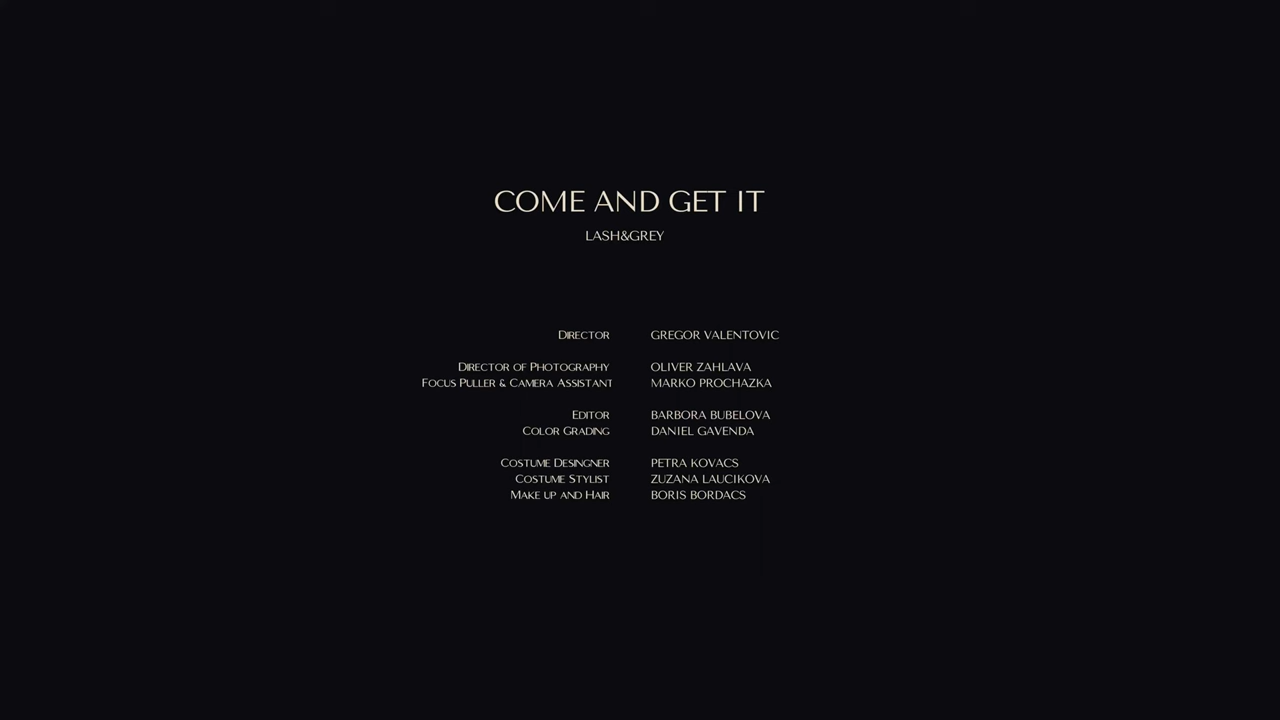 COME AND GET IT
LASH&GREY
Director GREGOR VALENTOVIC
Director of Photography OLIVER ZAHLAVA
Focus Puller & Camera Assistant MARKO PROCHAZKA
Editor BARBORA BUBELOVA
Color Grading DANIEL GAVENDA
Costume Desingner PETRA KOVACS
Costume Stylist ZUZANA LAUCIKOVA
Make up and Hair BORIS BORDACS